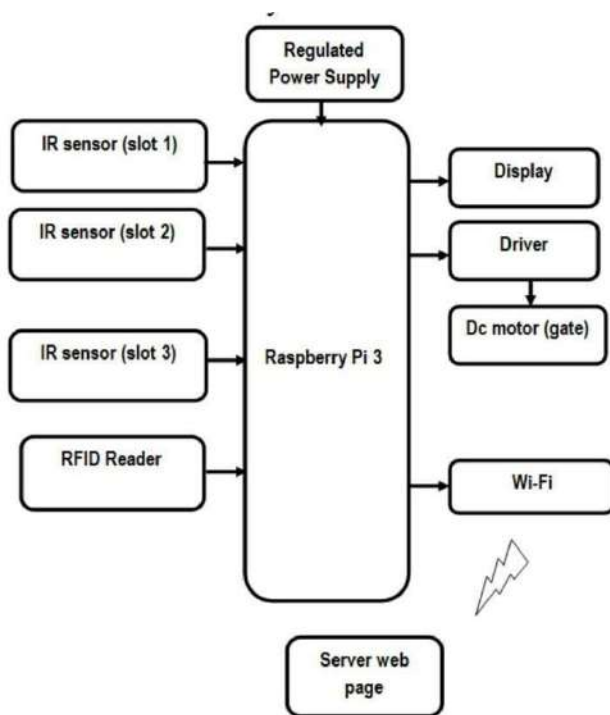 Regulated
Power Supply
IR sensor (slot 1)
IR sensor (slot 2)
IR sensor (slot 3)
RFID Reader
Raspberry Pi 3
Display
Driver
Dc motor (gate)
Wi-Fi
Server web
page